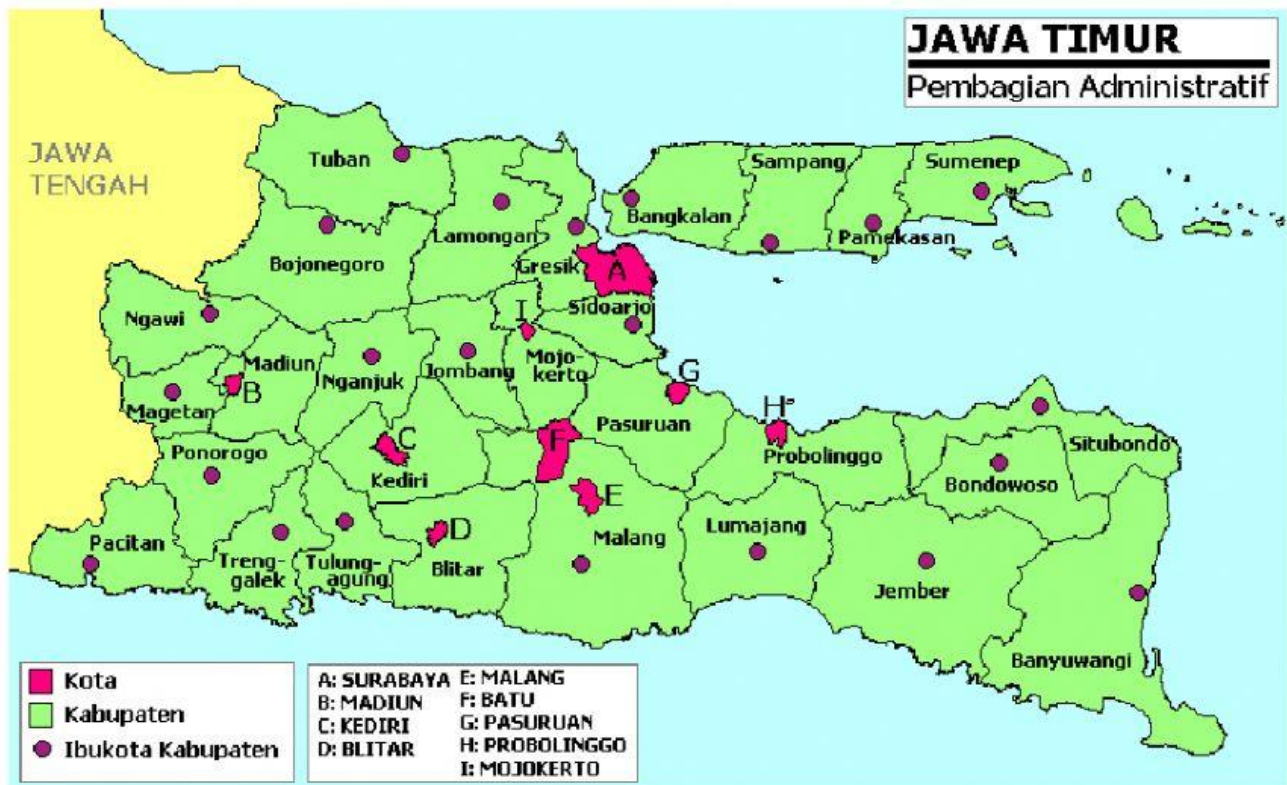 JAWA TIMUR
Pembagian Administratif
JAWA
TENGAH
Tuban
Sampang
Sumenep
Bangkalan
Lamongan
Pamekasan
Bojonegoro
Gresik
A
I
Sidoarjo
Ngawi
Madiun
Mojo-
kerto
Nganjuk
Jombang
G
B
Magetan
H
Pasuruan
C
F
Ponorogo
Situbondo
Probolinggo
Kediri
Bondowoso
E
Lumajang
D
Malang
Pacitan
Treng-
galek
Tulung-
agung
Blitar
Jember
Banyuwangi
Kota
Kabupaten
Ibukota Kabupaten
A: SURABAYA
B: MADIUN
C: KEDIRI
D: BLITAR
E: MALANG
F: BATU
G: PASURUAN
H: PROBOLINGGO
I: MOJOKERTO